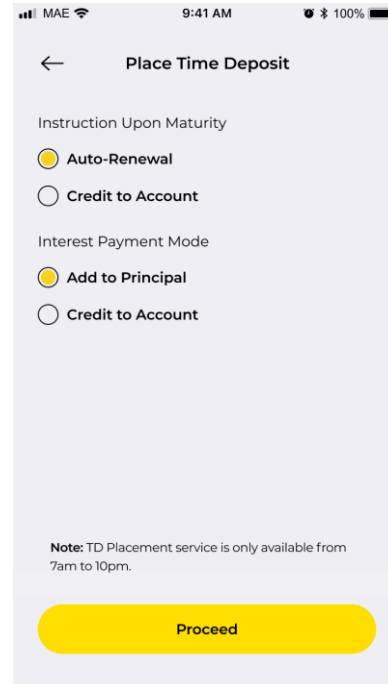 MAE 9:41 AM 100%
Place Time Deposit
Instruction Upon Maturity
Auto-Renewal
Credit to Account
Interest Payment Mode
Add to Principal
Credit to Account
Note: TD Placement service is only available from
7am to 10pm.
Proceed